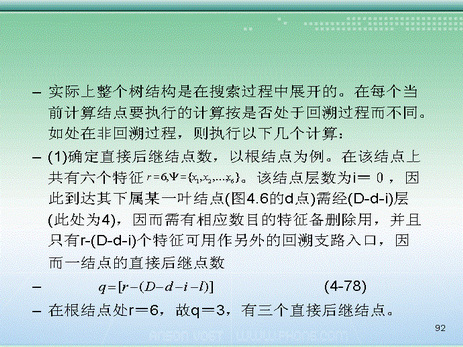 – 实际上整个树结构是在搜索过程中展开的。在每个当
前计算结点要执行的计算按是否处于回溯过程而不同。
如处在非回溯过程，则执行以下几个计算：
– (1)确定直接后继结点数，以根结点为例。在该结点上
共有六个特征 r = 6,Ψ = {x₁,x₂,...x₆}。该结点层数为i＝０，因
此到达其下属某一叶结点(图4.6的d点)需经(D-d-i)层
(此处为4)，因而需有相应数目的特征备删除用，并且
只有r-(D-d-i)个特征可用作另外的回溯支路入口，因
而一结点的直接后继点数
– q = [r – (D – d – i – l)] (4-78)
– 在根结点处r＝6，故q＝3，有三个直接后继结点。
92